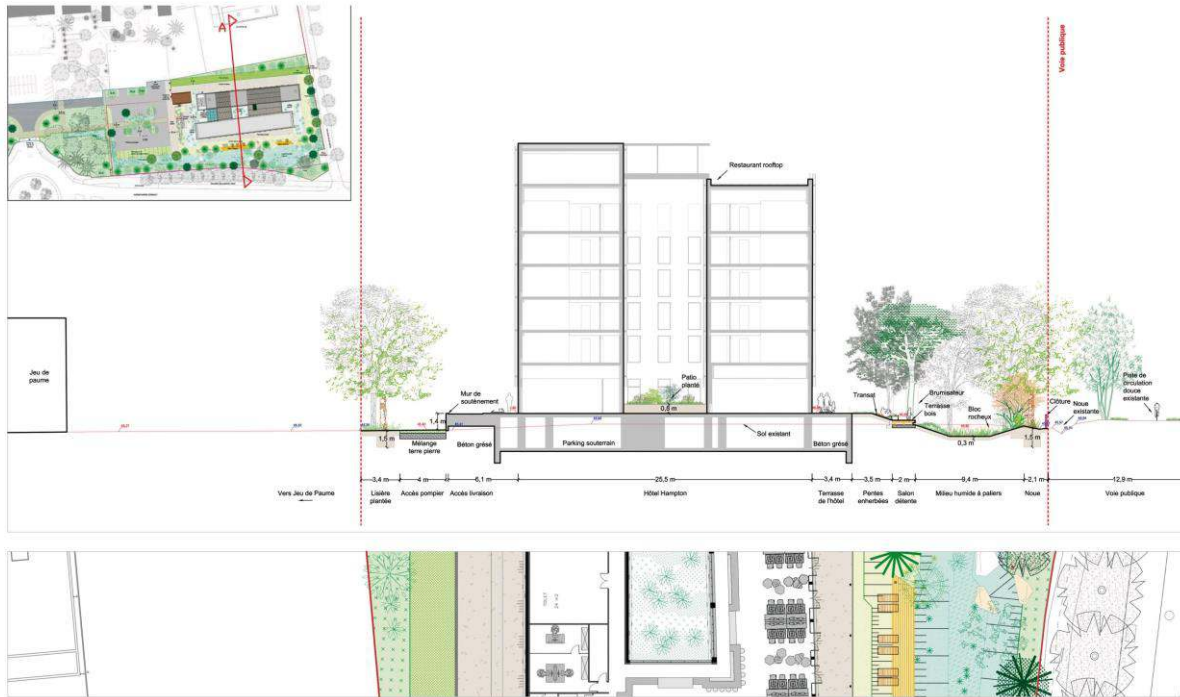 A
Voie publique
Restaurant rooftop
Jeu de
paume
Mur de
soutènement
Patio
planté
0,8 m
Transat
Brumisateur
Terrasse
bois
Bloc
rocheux
Piste de
circulation
douce
existante
Clôture
Noue
existante
1,4 m
1,5 m
Mélange
terre pierre
Béton grésé
Parking souterrain
Sol existant
Béton grésé
0,3 m
1,5 m
3,4 m
4 m
6,1 m
25,5 m
3,4 m
3,5 m
2 m
9,4 m
2,1 m
12,9 m
Vers Jeu de Paume
Lisière
plantée
Accès pompier
Accès livraison
Hôtel Hampton
Terrasse
de l'hôtel
Pentes
enherbées
Salon
détente
Milieu humide à paliers
Noue
Voie publique